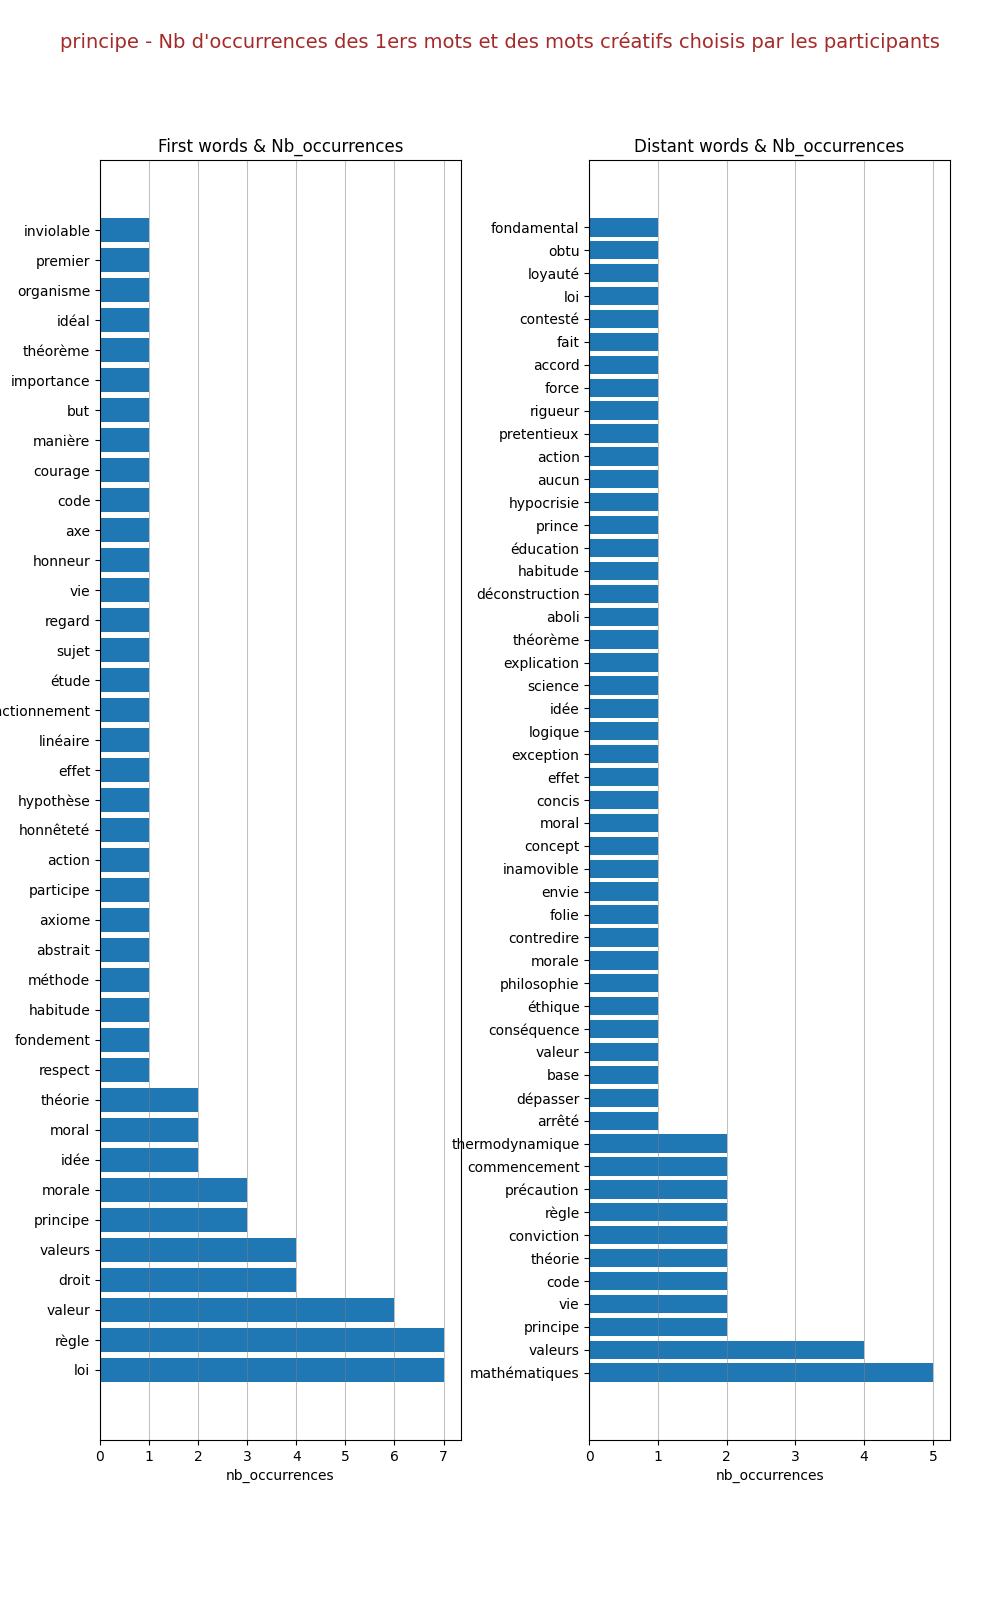 principe - Nb d'occurrences des 1ers mots et des mots créatifs choisis par les participants
First words & Nb_occurrences
inviolable
premier
organisme
idéal
théorème
importance
but
manière
courage
code
axe
honneur
vie
regard
sujet
étude
ctionnement
linéaire
effet
hypothèse
honnêteté
action
participe
axiome
abstrait
méthode
habitude
fondement
respect
théorie
moral
idée
morale
principe
valeurs
droit
valeur
règle
loi
0 1 2 3 4 5 6 7
nb_occurrences
Distant words & Nb_occurrences
fondamental
obtu
loyauté
loi
contesté
fait
accord
force
rigueur
pretentieux
action
aucun
hypocrisie
prince
éducation
habitude
déconstruction
aboli
théorème
explication
science
idée
logique
exception
effet
concis
moral
concept
inamovible
envie
folie
contredire
morale
philosophie
éthique
conséquence
valeur
base
dépasser
arrêté
thermodynamique
commencement
précaution
règle
conviction
théorie
code
vie
principe
valeurs
mathématiques
0 1 2 3 4 5
nb_occurrences